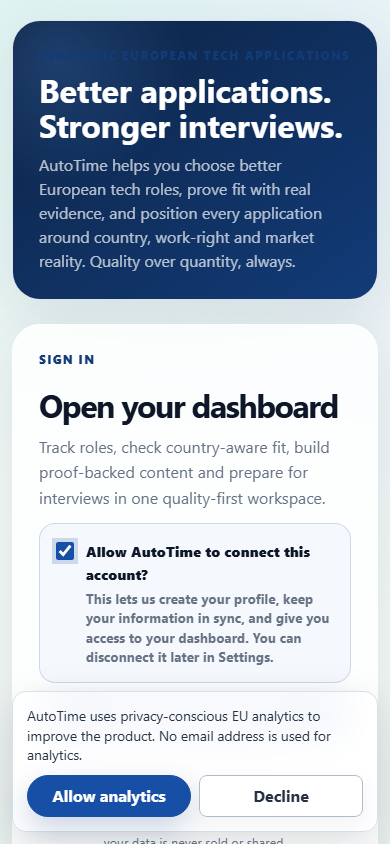 EUROPEAN TECH APPLICATIONS
Better applications.
Stronger interviews.
AutoTime helps you choose better
European tech roles, prove fit with real
evidence, and position every application
around country, work-right and market
reality. Quality over quantity, always.
SIGN IN
Open your dashboard
Track roles, check country-aware fit, build
proof-backed content and prepare for
interviews in one quality-first workspace.
Allow AutoTime to connect this
account?
This lets us create your profile, keep
your information in sync, and give you
access to your dashboard. You can
disconnect it later in Settings.
AutoTime uses privacy-conscious EU analytics to
improve the product. No email address is used for
analytics.
Allow analytics
Decline
your data is never sold or shared